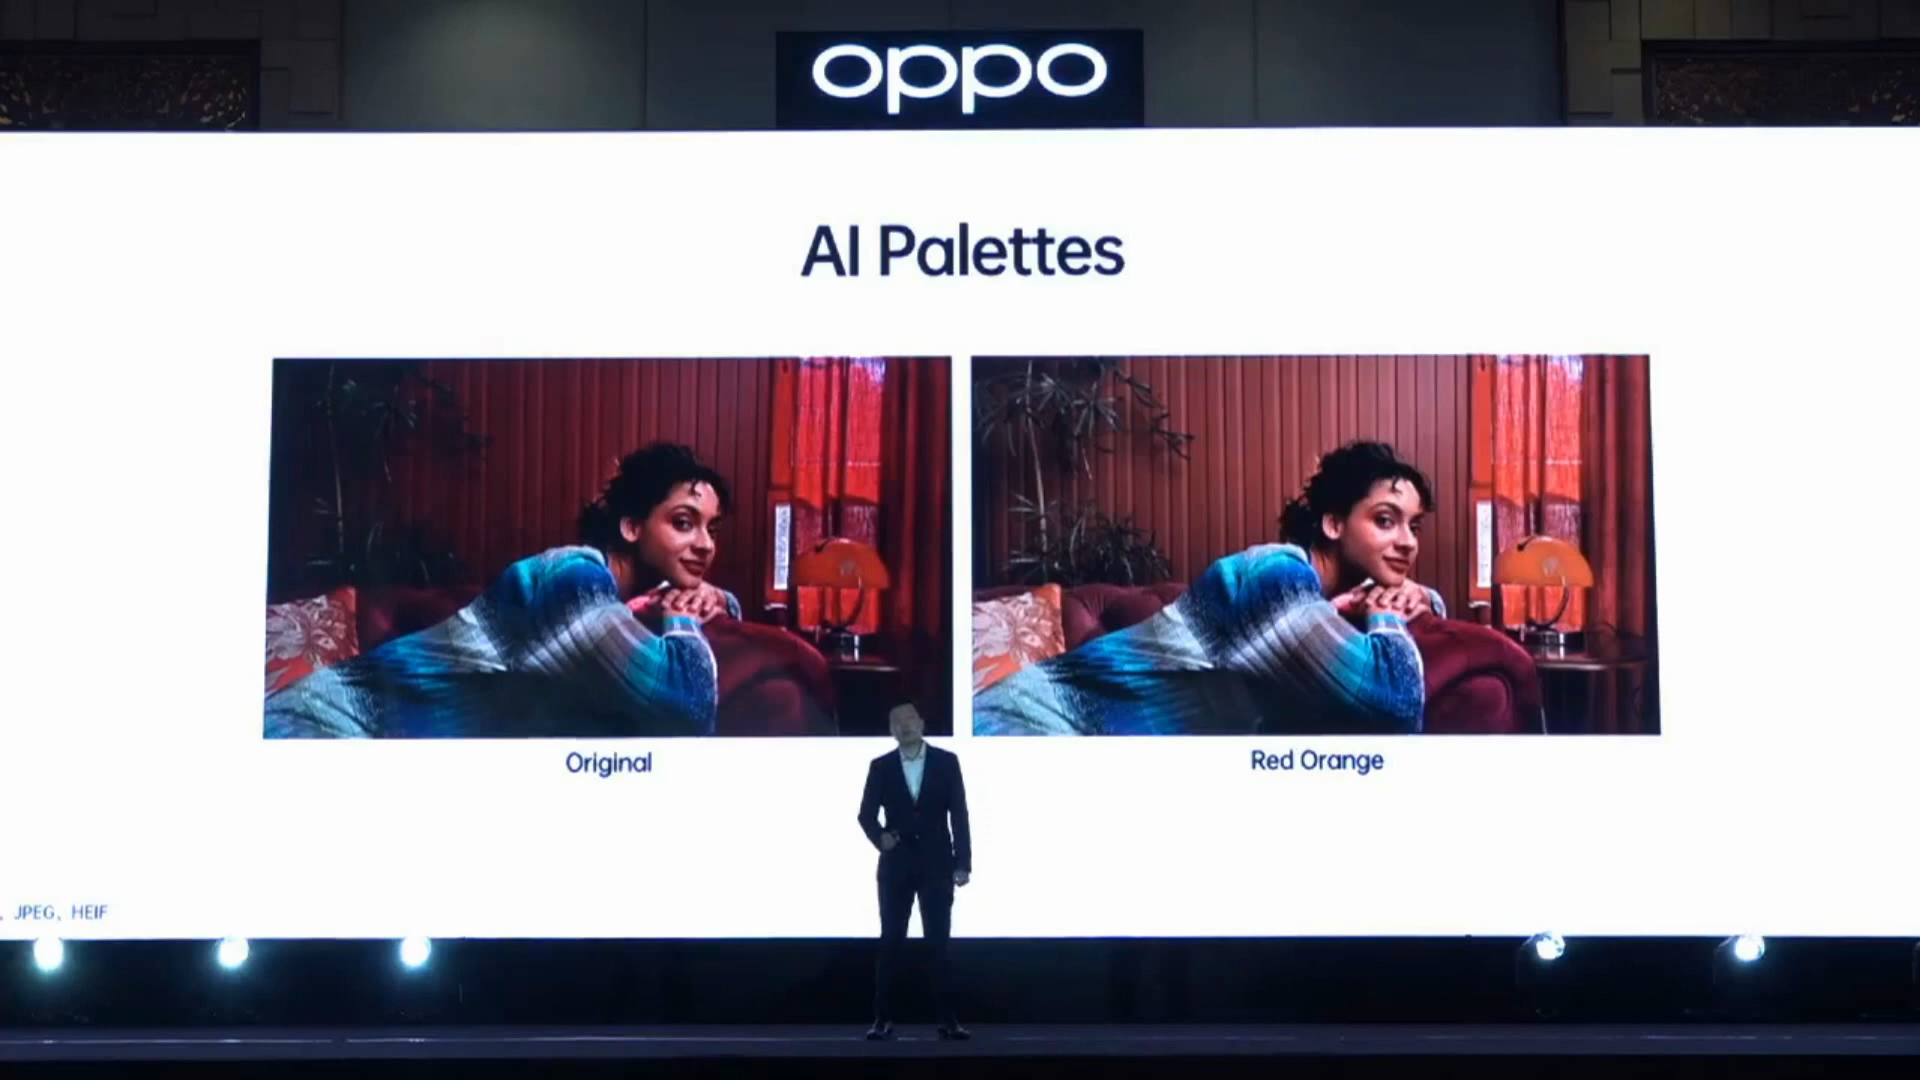 oppo
AI Palettes
Original
Red Orange
、JPEG、HEIF